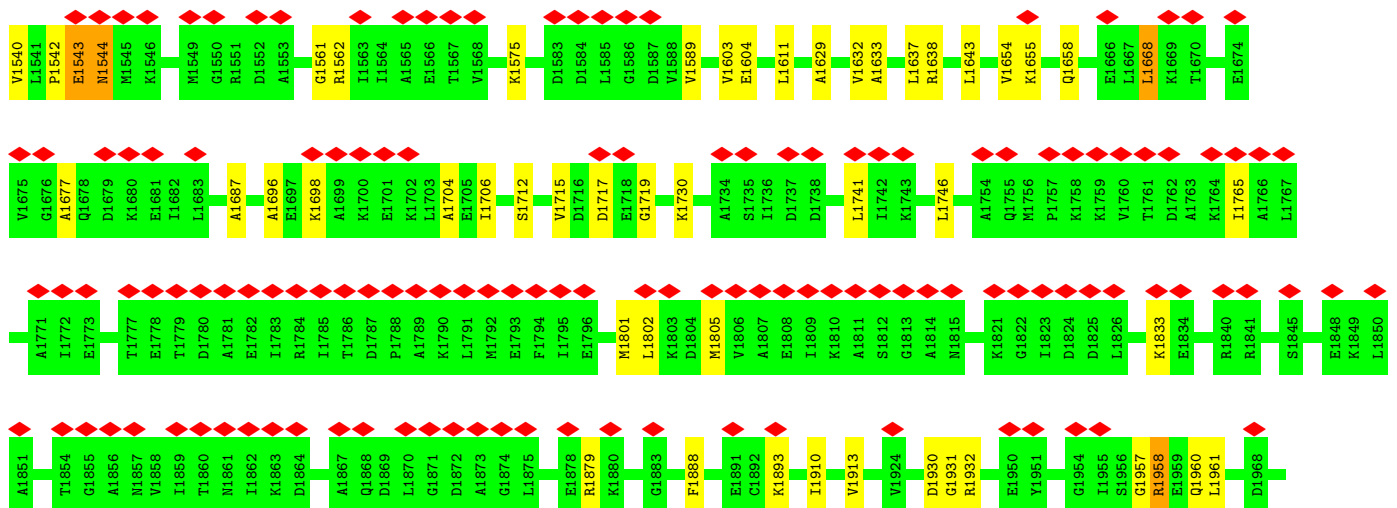 V1540 L1541 P1542 E1543 N1544 M1545 K1546 M1549 G1550 R1551 D1552 A1553 G1561 R1562 I1563 I1564 A1565 E1566 T1567 V1568 K1575 D1583 D1584 L1585 G1586 D1587 V1588 V1589 V1603 E1604 L1611 A1629 V1632 A1633 L1637 R1638 L1643 V1654 K1655 Q1658 E1666 L1667 L1668 K1669 T1670 E1674
V1675 G1676 A1677 Q1678 D1679 K1680 E1681 I1682 L1683 A1687 A1696 E1697 K1698 A1699 K1700 E1701 K1702 L1703 A1704 E1705 I1706 S1712 V1715 D1716 D1717 E1718 G1719 K1730 A1734 S1735 I1736 D1737 D1738 L1741 I1742 K1743 L1746 A1754 Q1755 M1756 P1757 K1758 K1759 V1760 T1761 D1762 A1763 K1764 I1765 A1766 L1767
A1771 I1772 E1773 T1777 E1778 T1779 D1780 A1781 E1782 I1783 R1784 I1785 T1786 D1787 P1788 A1789 K1790 L1791 M1792 E1793 F1794 I1795 E1796 M1801 L1802 K1803 D1804 M1805 V1806 A1807 E1808 I1809 K1810 A1811 S1812 G1813 A1814 N1815 K1821 G1822 I1823 D1824 D1825 L1826 K1833 E1834 R1840 R1841 S1845 E1848 K1849 L1850
A1851 T1854 G1855 A1856 N1857 V1858 I1859 T1860 N1861 I1862 K1863 D1864 A1867 Q1868 D1869 L1870 G1871 D1872 A1873 G1874 L1875 E1878 R1879 K1880 G1883 F1888 E1891 C1892 K1893 I1910 V1913 V1924 D1930 G1931 R1932 E1950 Y1951 G1954 I1955 S1956 G1957 R1958 E1959 Q1960 L1961 D1968